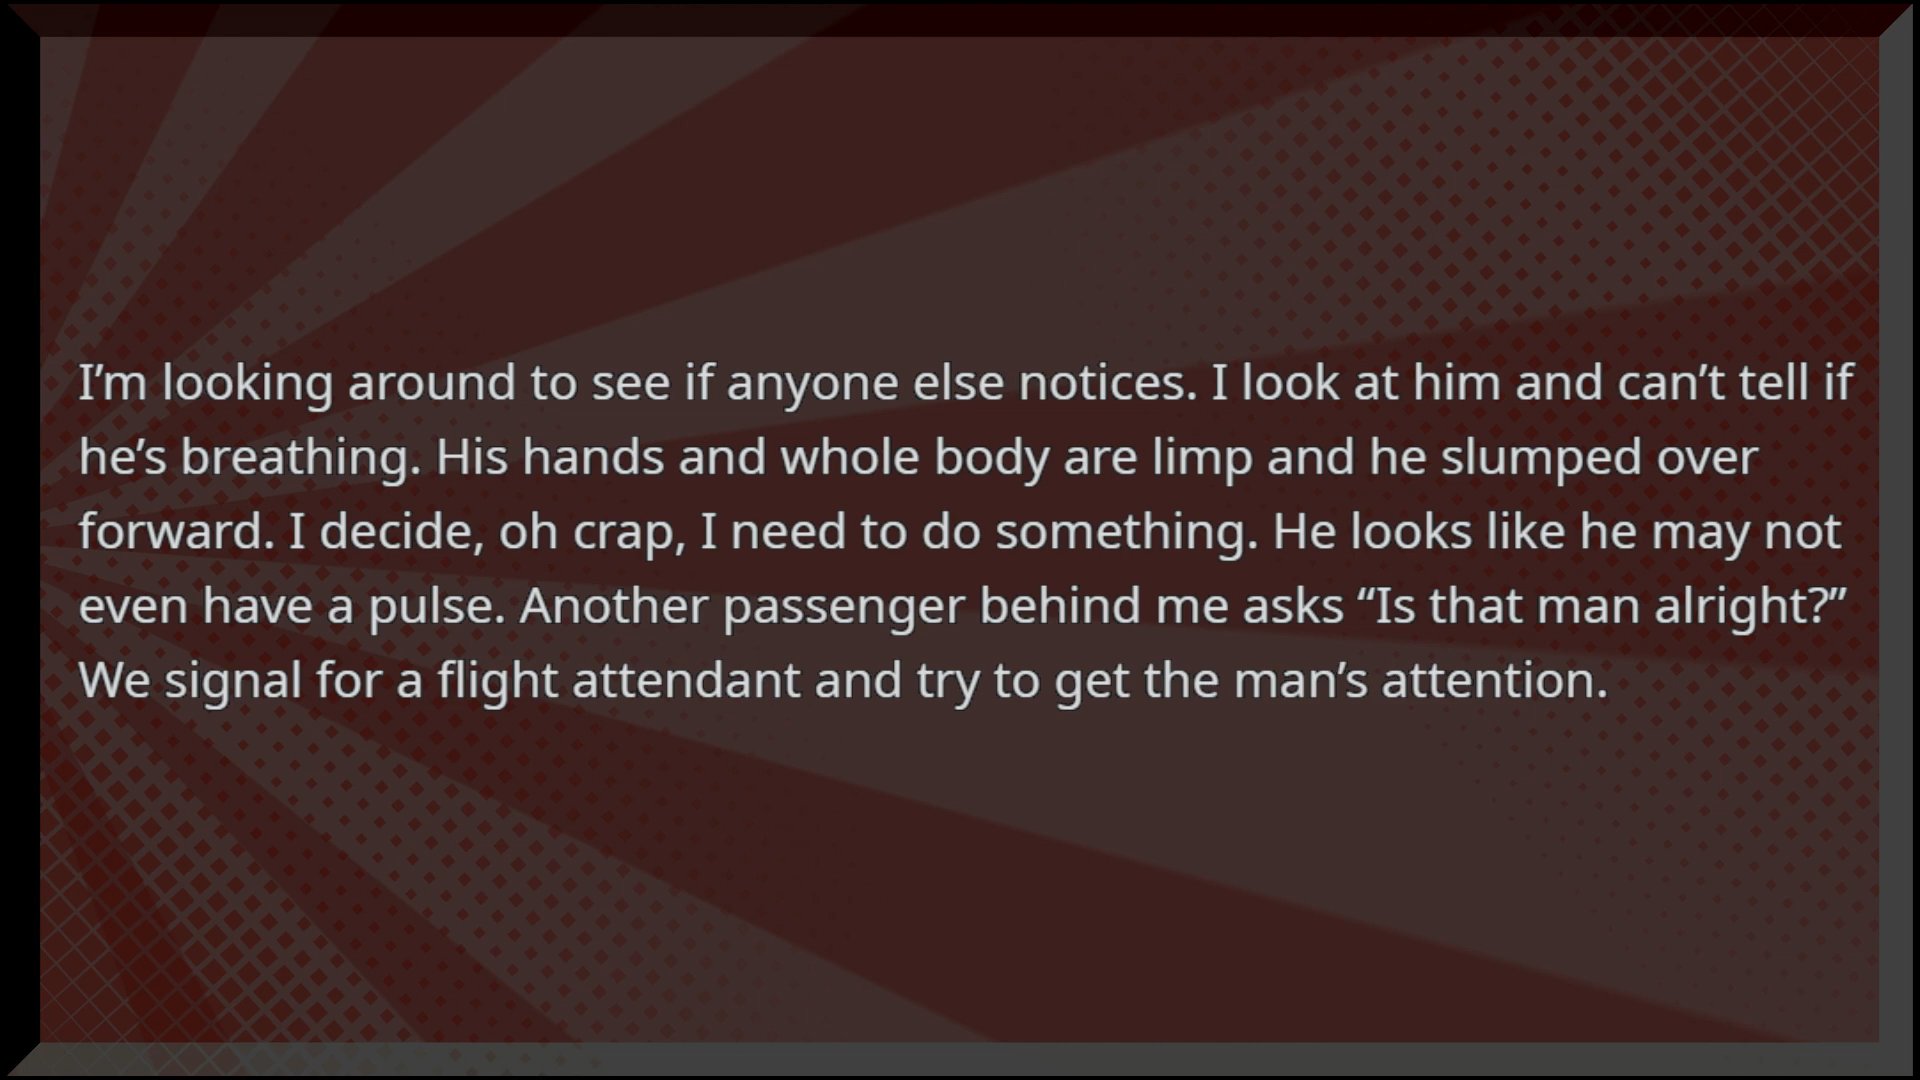 I’m looking around to see if anyone else notices. I look at him and can’t tell if
he’s breathing. His hands and whole body are limp and he slumped over
forward. I decide, oh crap, I need to do something. He looks like he may not
even have a pulse. Another passenger behind me asks “Is that man alright?”
We signal for a flight attendant and try to get the man’s attention.